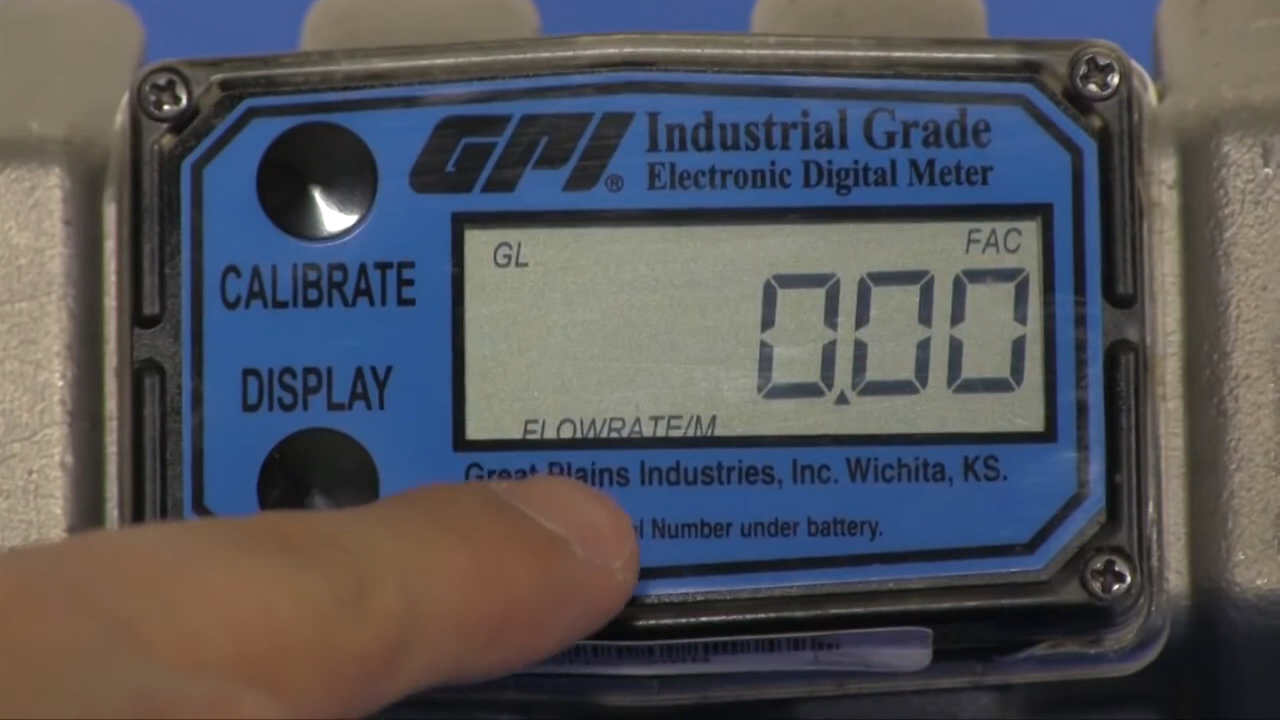 GPI® Industrial Grade
Electronic Digital Meter
CALIBRATE
DISPLAY
GL FAC
0.00
FLOWRATE/M
Great Plains Industries, Inc. Wichita, KS.
Number under battery.